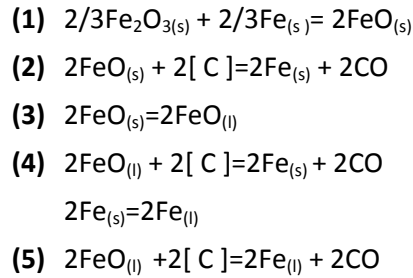 (1) 2/3Fe₂O₃(s) + 2/3Fe(s )= 2FeO(s)
(2) 2FeO(s) + 2[ C ]=2Fe(s) + 2CO
(3) 2FeO(s)=2FeO(l)
(4) 2FeO(l) + 2[ C ]=2Fe(s) + 2CO
2Fe(s)=2Fe(l)
(5) 2FeO(l) +2[ C ]=2Fe(l) + 2CO